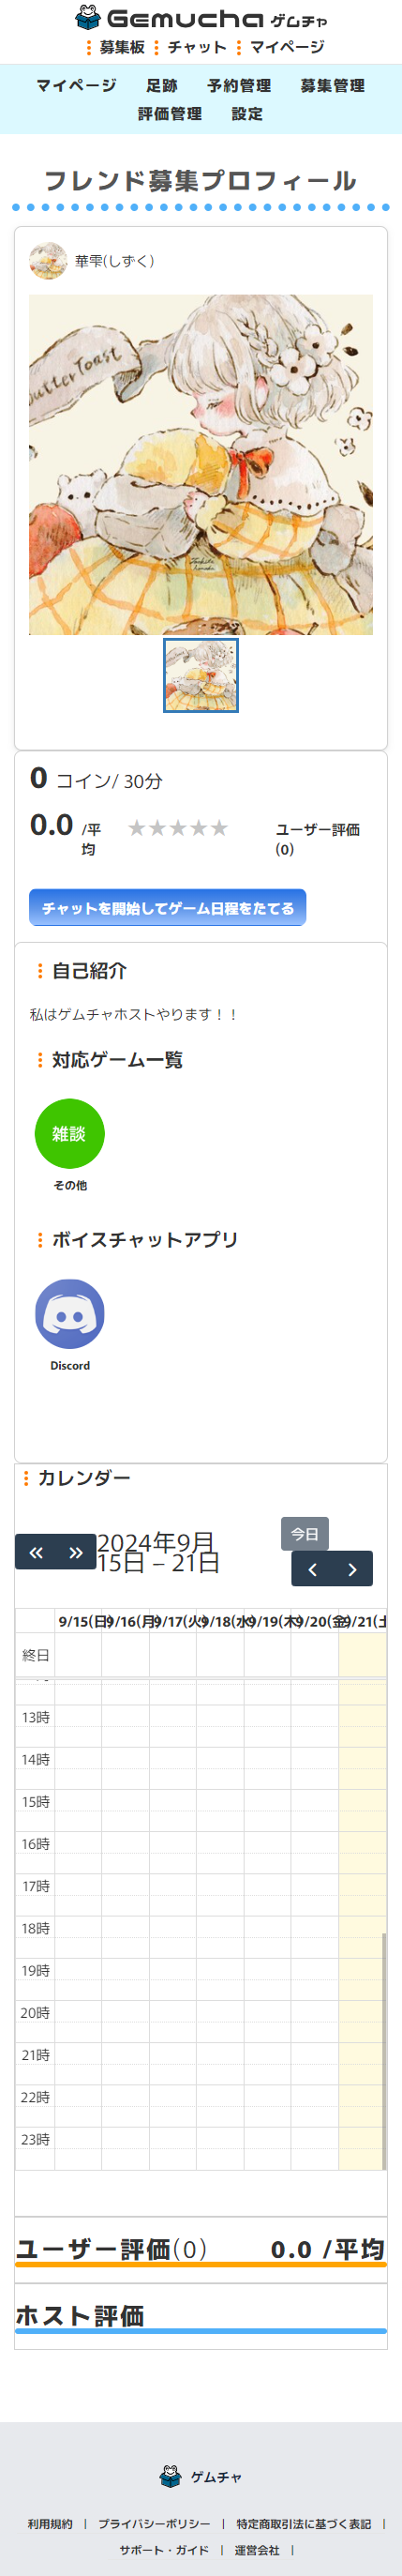 Gemucha ゲムチャ
募集板 チャット マイページ
マイページ 足跡 予約管理 募集管理
評価管理 設定
フレンド募集プロフィール
華雫(しずく)
butter Toast
0 コイン/ 30分
0.0 /平均 ★★★★★ ユーザー評価(0)
チャットを開始してゲーム日程をたてる
自己紹介
私はゲムチャホストやります！！
対応ゲーム一覧
雑談
その他
ボイスチャットアプリ
Discord
カレンダー
2024年9月15日 – 21日
今日
9/15(日) 9/16(月) 9/17(火) 9/18(水) 9/19(木) 9/20(金) 9/21(土
終日
13時
14時
15時
16時
17時
18時
19時
20時
21時
22時
23時
ユーザー評価(0) 0.0 /平均
ホスト評価
ゲムチャ
利用規約 | プライバシーポリシー | 特定商取引法に基づく表記 |
サポート・ガイド | 運営会社 |